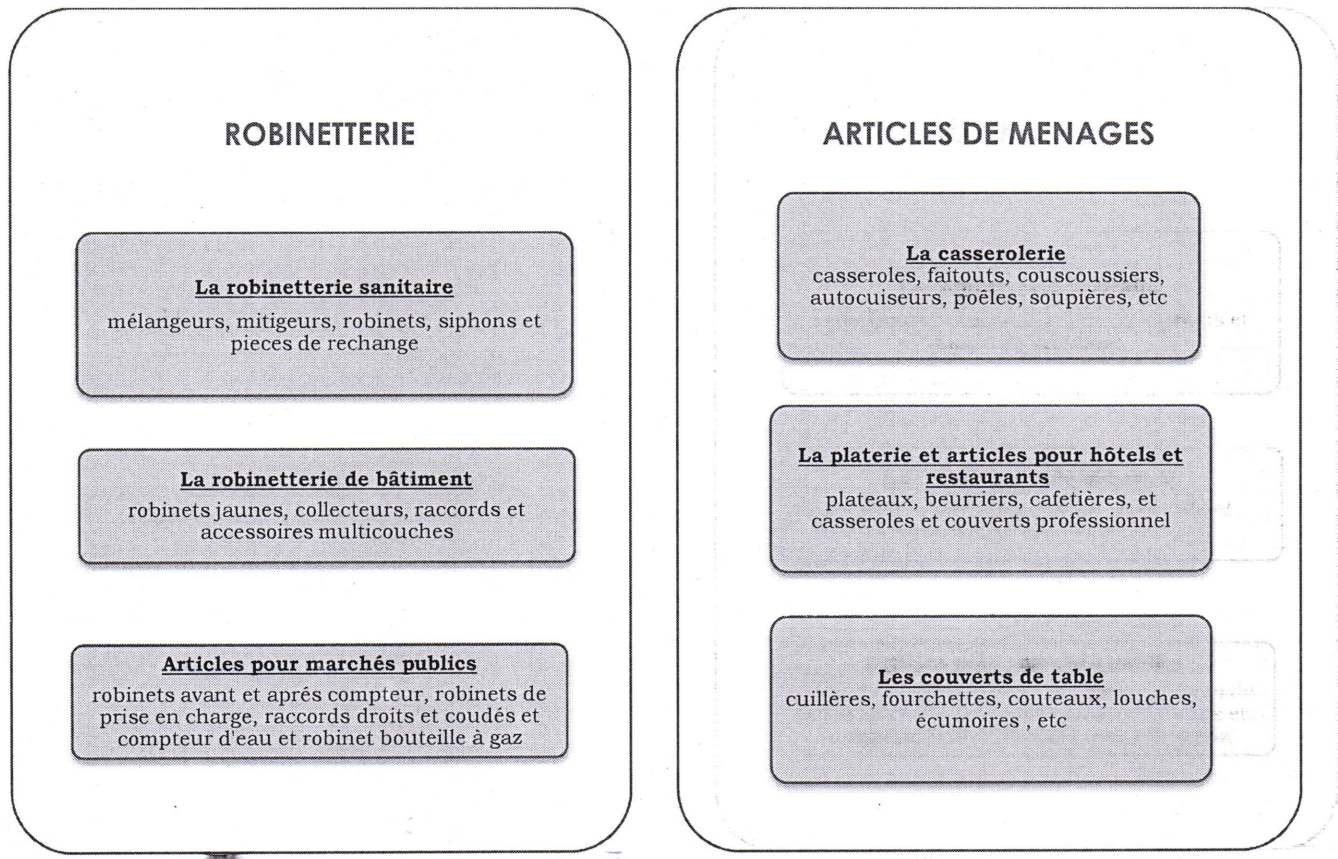 ROBINETTERIE
La robinetterie sanitaire
mélangeurs, mitigeurs, robinets, siphons et
pieces de rechange
La robinetterie de bâtiment
robinets jaunes, collecteurs, raccords et
accessoires multicouches
Articles pour marchés publics
robinets avant et aprés compteur, robinets de
prise en charge, raccords droits et coudés et
compteur d'eau et robinet bouteille à gaz
ARTICLES DE MENAGES
La casserolerie
casseroles, faitouts, couscoussiers,
autocuiseurs, poêles, soupières, etc
La platerie et articles pour hôtels et
restaurants
plateaux, beurriers, cafetières, et
casseroles et couverts professionnel
Les couverts de table
cuillères, fourchettes, couteaux, louches,
écumoires , etc